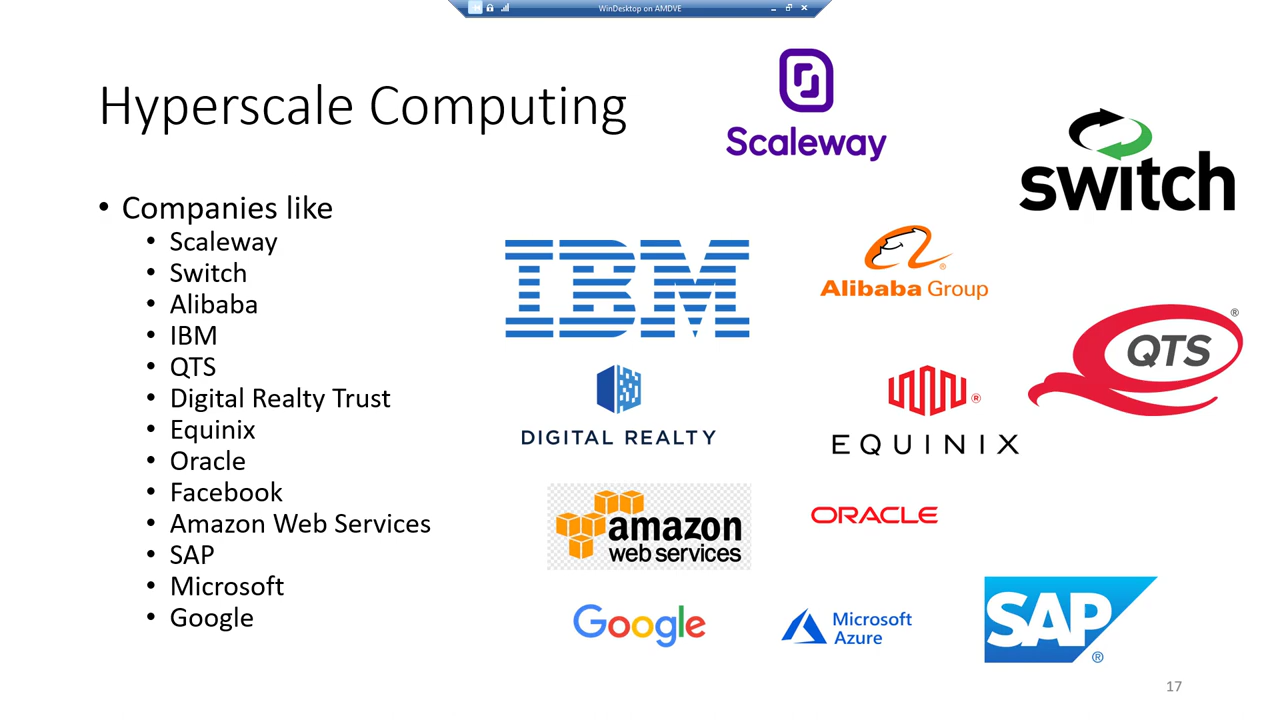 WinDesktop on AMDVE
Hyperscale Computing
• Companies like
• Scaleway
• Switch
• Alibaba
• IBM
• QTS
• Digital Realty Trust
• Equinix
• Oracle
• Facebook
• Amazon Web Services
• SAP
• Microsoft
• Google
Scaleway
switch
IBM
Alibaba Group
®
QTS
®
DIGITAL REALTY
EQUINIX
®
amazon
web services
ORACLE
Google
Microsoft
Azure
SAP
®
17